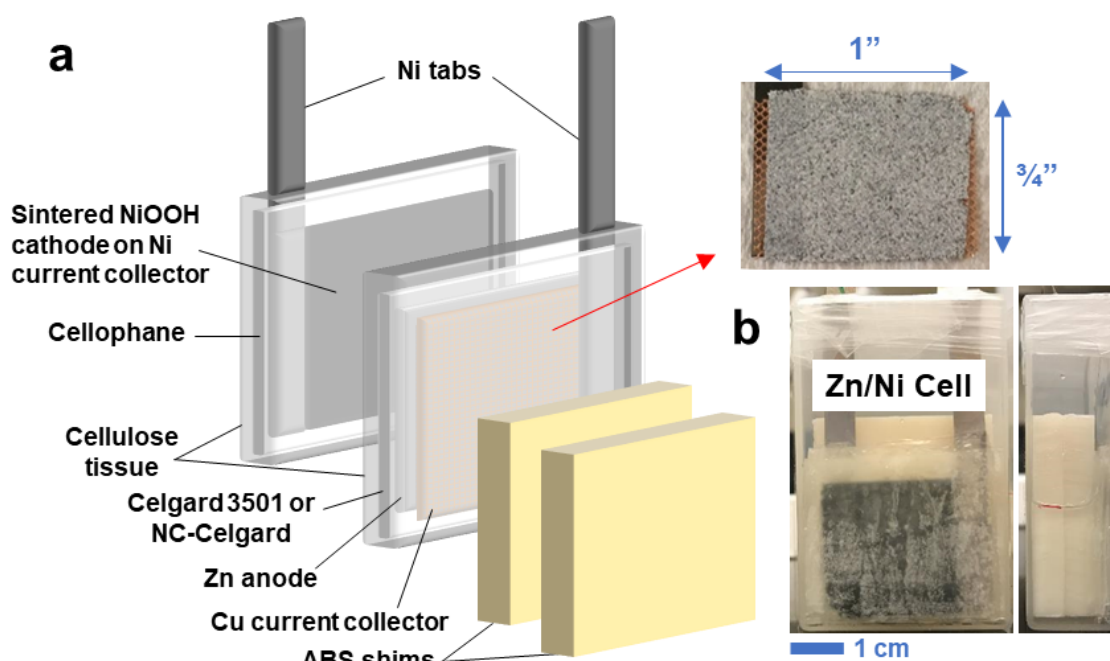 a
Ni tabs
1”
¾”
Sintered NiOOH
cathode on Ni
current collector
Cellophane
Cellulose
tissue
Celgard 3501 or
NC-Celgard
Zn anode
Cu current collector
ABS shims
b
Zn/Ni Cell
1 cm